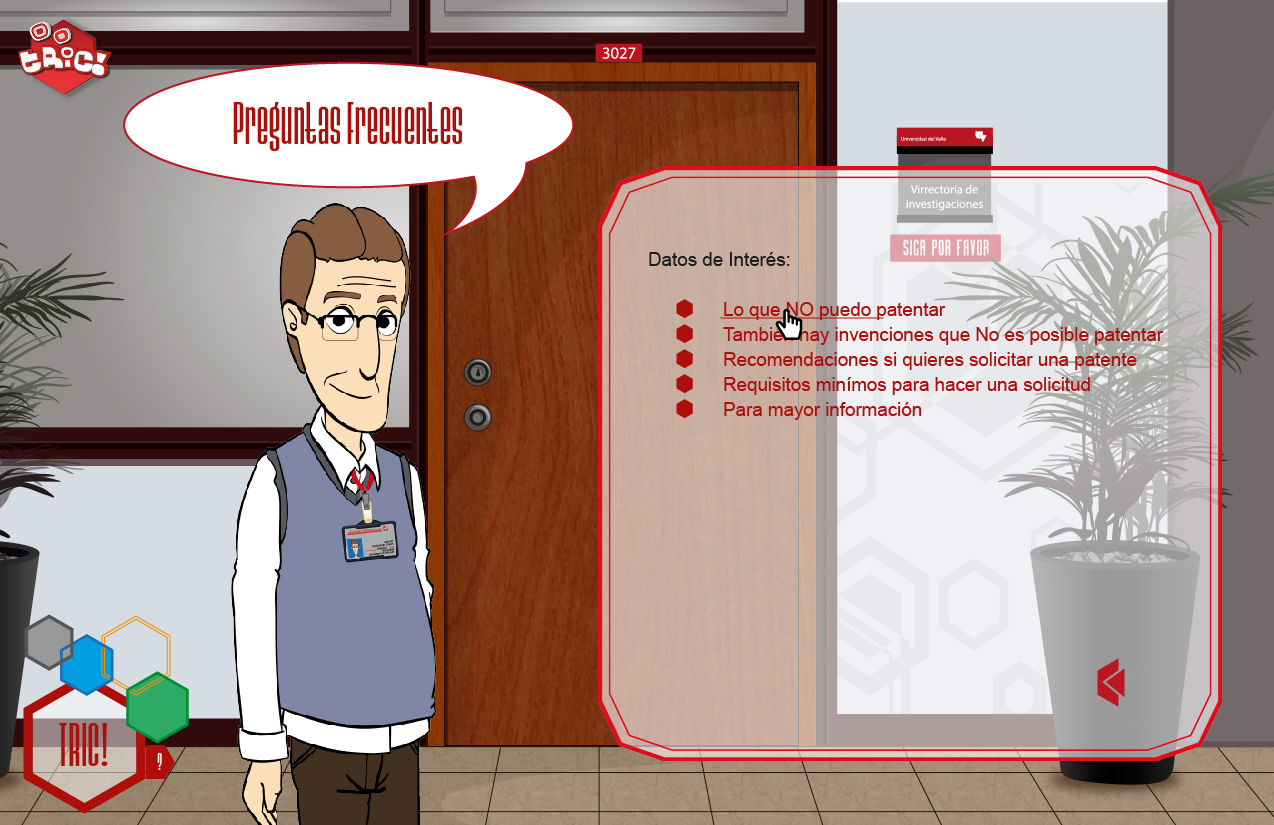 TRIC!
3027
Preguntas Frecuentes
Universidad del Valle
Virrectoría de
investigaciones
SIGA POR FAVOR
Datos de Interés:
Lo que NO puedo patentar
También hay invenciones que No es posible patentar
Recomendaciones si quieres solicitar una patente
Requisitos minímos para hacer una solicitud
Para mayor información
TRIC!
?